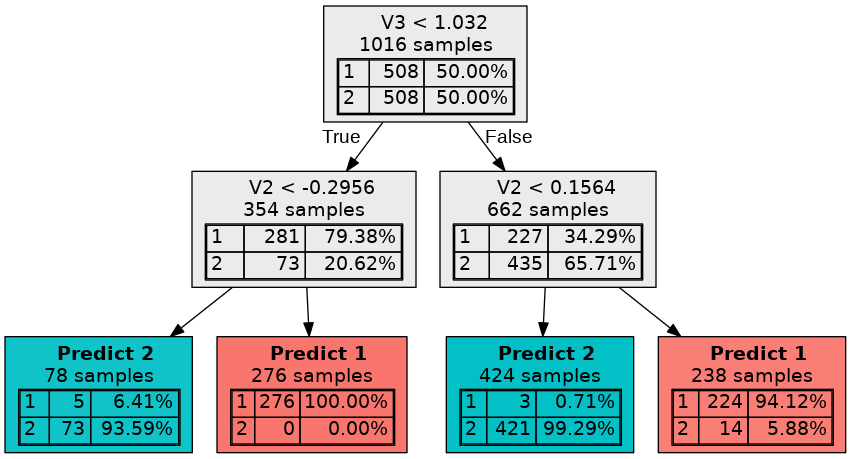 V3 < 1.032
1016 samples
1 508 50.00%
2 508 50.00%
True False
V2 < -0.2956
354 samples
1 281 79.38%
2 73 20.62%
V2 < 0.1564
662 samples
1 227 34.29%
2 435 65.71%
Predict 2
78 samples
1 5 6.41%
2 73 93.59%
Predict 1
276 samples
1 276 100.00%
2 0 0.00%
Predict 2
424 samples
1 3 0.71%
2 421 99.29%
Predict 1
238 samples
1 224 94.12%
2 14 5.88%